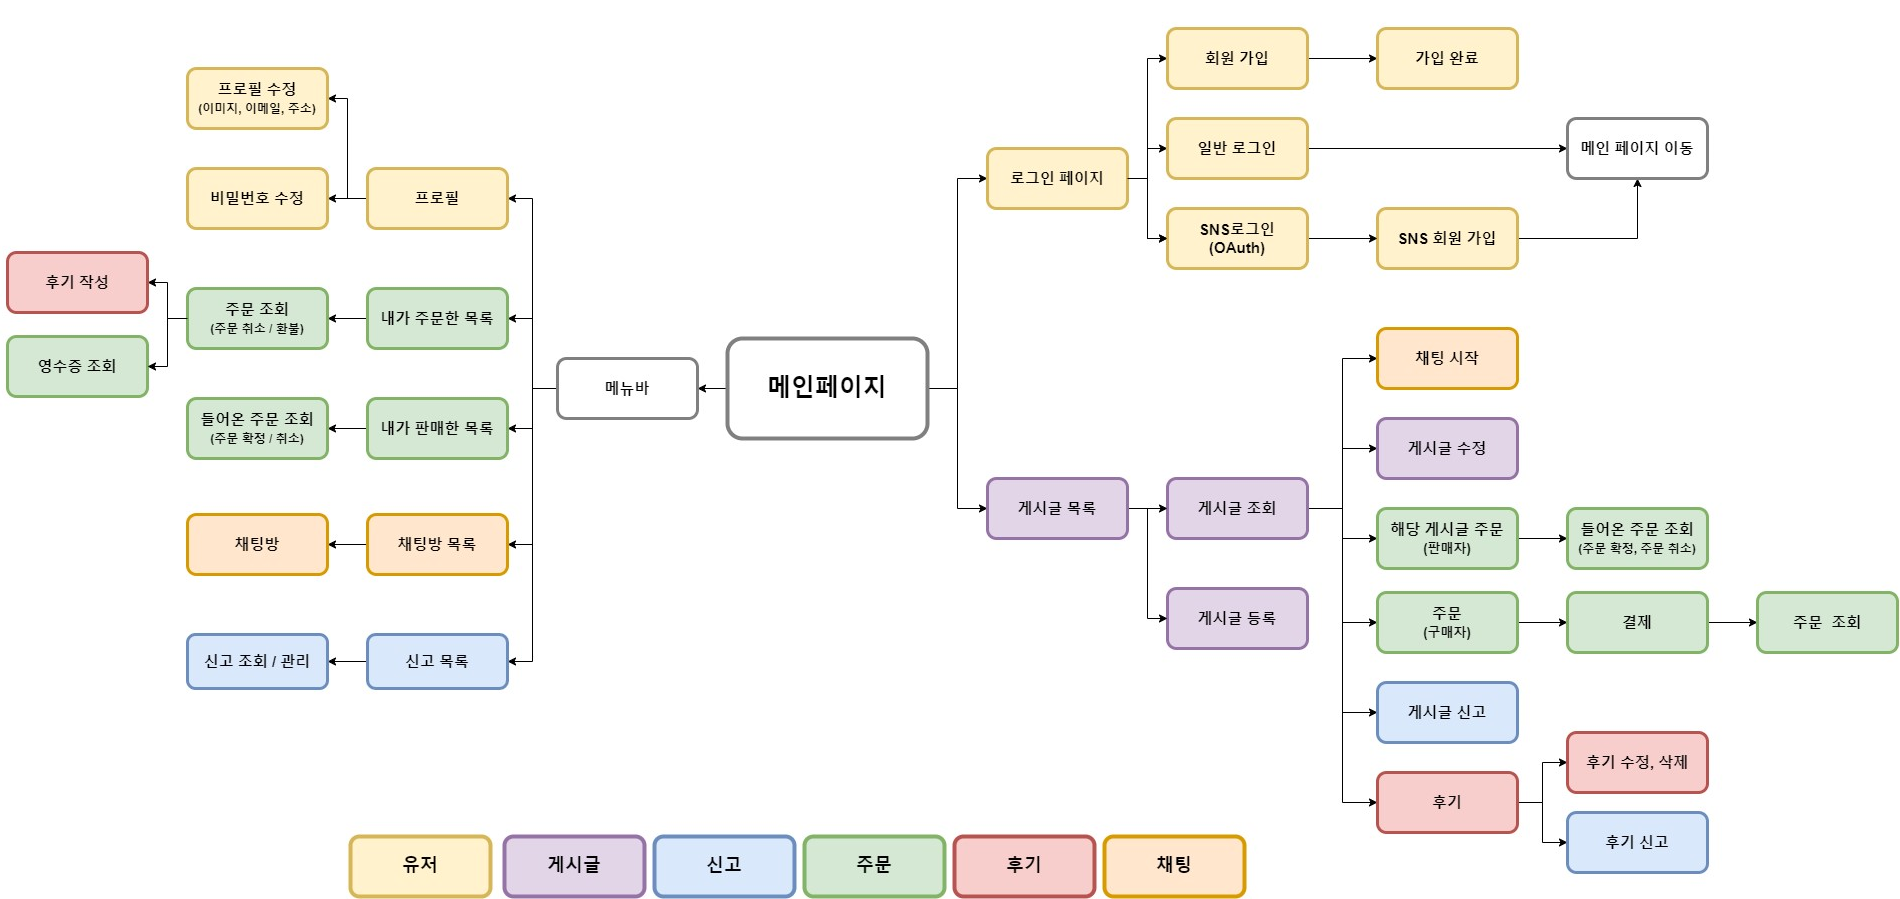 회원 가입
가입 완료
프로필 수정
(이미지, 이메일, 주소)
일반 로그인
메인 페이지 이동
로그인 페이지
비밀번호 수정
프로필
SNS로그인
(OAuth)
SNS 회원 가입
후기 작성
주문 조회
(주문 취소 / 환불)
내가 주문한 목록
영수증 조회
메뉴바
메인페이지
채팅 시작
들어온 주문 조회
(주문 확정 / 취소)
내가 판매한 목록
게시글 수정
게시글 목록
게시글 조회
해당 게시글 주문
(판매자)
들어온 주문 조회
(주문 확정, 주문 취소)
채팅방
채팅방 목록
게시글 등록
주문
(구매자)
결제
주문 조회
신고 조회 / 관리
신고 목록
게시글 신고
후기 수정, 삭제
후기
후기 신고
유저
게시글
신고
주문
후기
채팅